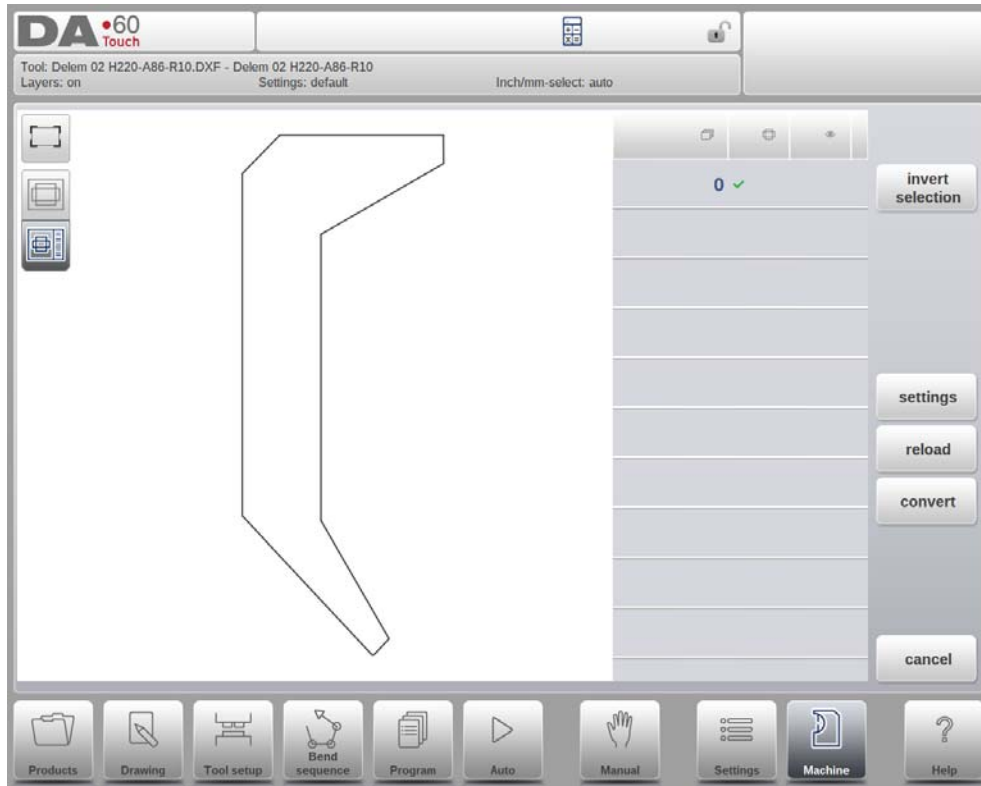 DA•60
Touch
Tool: Delem 02 H220-A86-R10.DXF - Delem 02 H220-A86-R10
Layers: on Settings: default Inch/mm-select: auto
0
invert
selection
settings
reload
convert
cancel
Products Drawing Tool setup Bend sequence Program Auto Manual Settings Machine Help